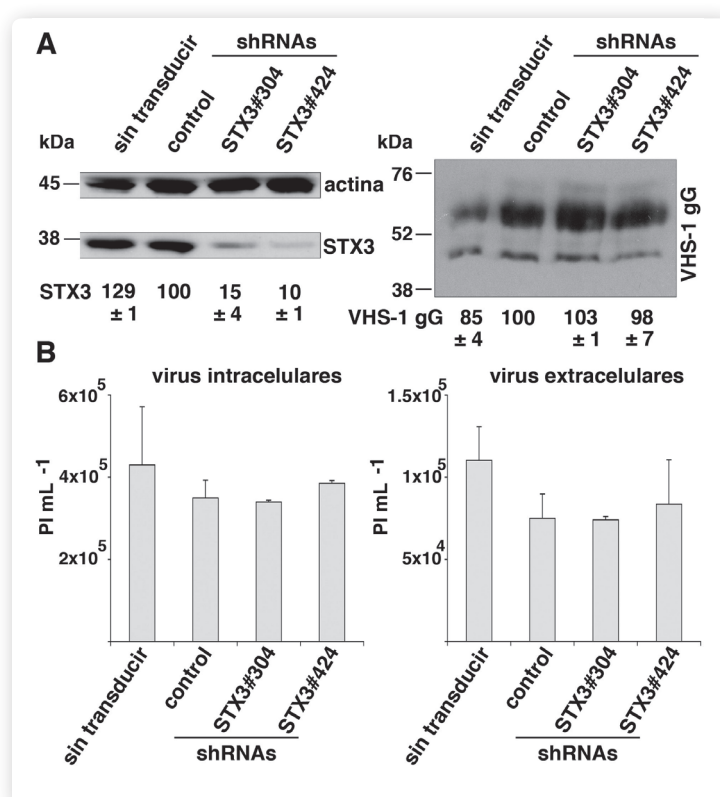 A
shRNAs
sin transducir
control
STX3#304
STX3#424
kDa
45
actina
38
STX3
STX3 129 100 15 10
± 1 ± 4 ± 1
shRNAs
sin transducir
control
STX3#304
STX3#424
kDa
76
52
38
VHS-1 gG
VHS-1 gG 85 100 103 98
± 4 ± 1 ± 7
B
virus intracelulares
6x10⁵
4x10⁵
2x10⁵
PI mL -1
sin transducir
control
STX3#304
STX3#424
shRNAs
virus extracelulares
1.5x10⁵
1x10⁵
5x10⁴
PI mL -1
sin transducir
control
STX3#304
STX3#424
shRNAs